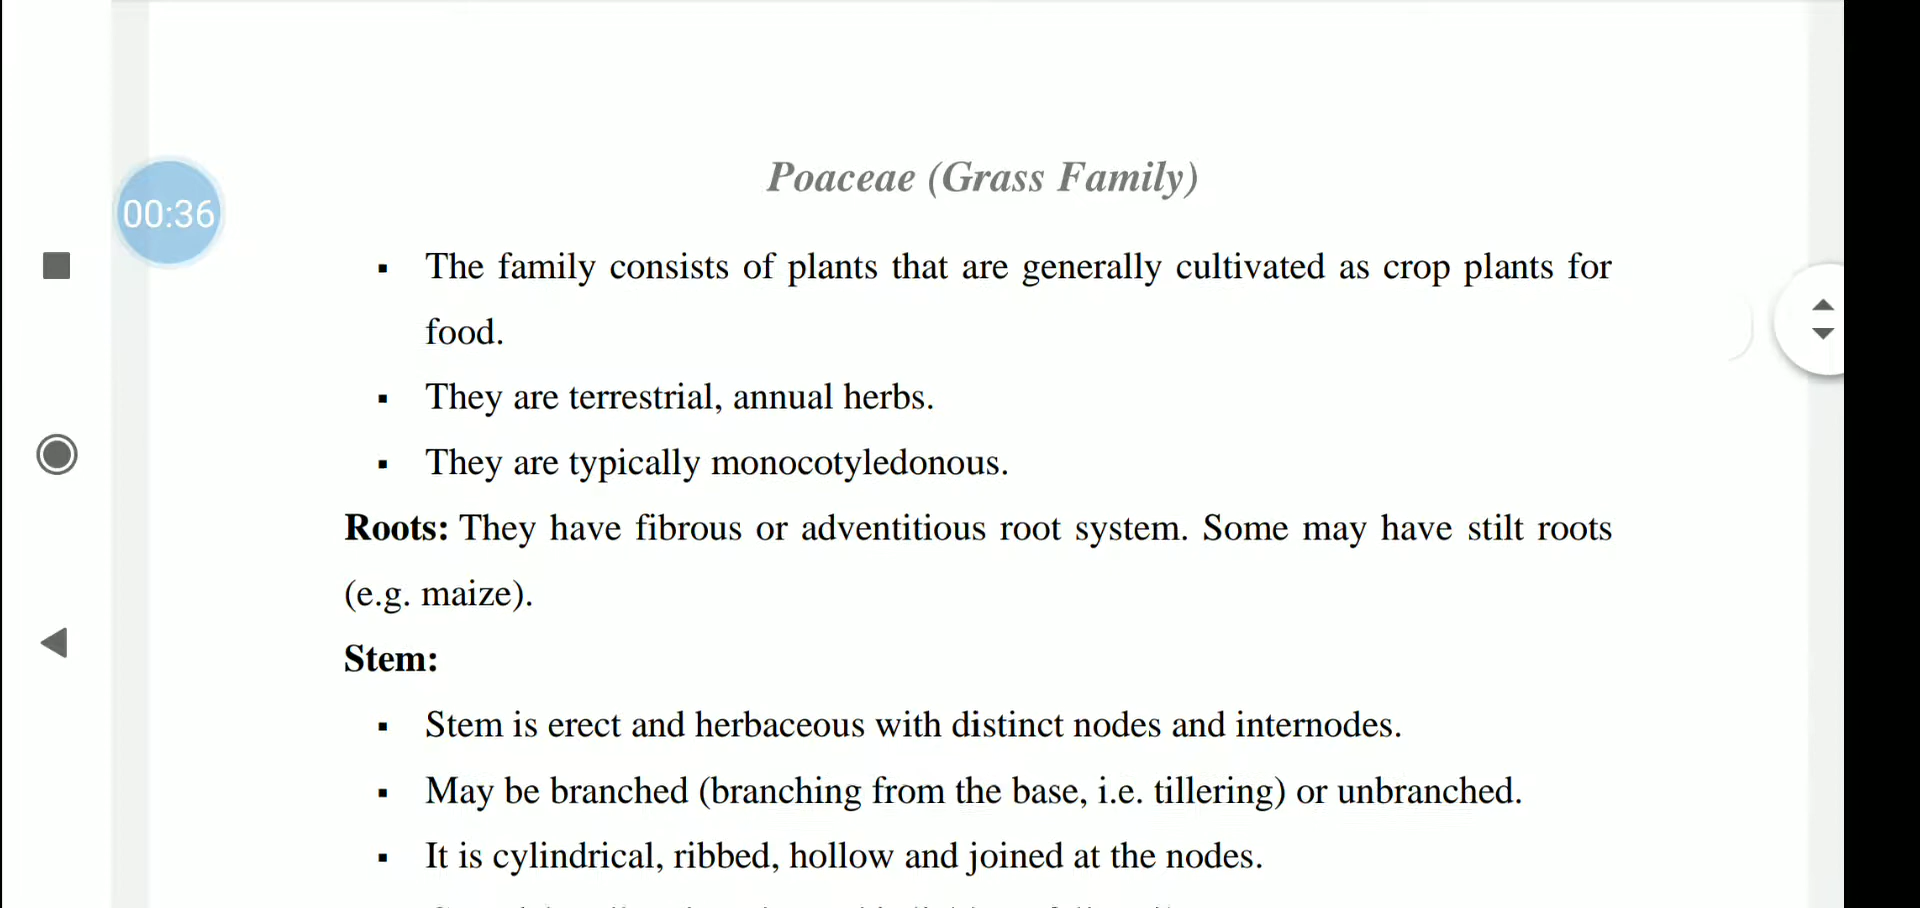 Poaceae (Grass Family)
00:36
▪ The family consists of plants that are generally cultivated as crop plants for
food.
▪ They are terrestrial, annual herbs.
▪ They are typically monocotyledonous.
Roots: They have fibrous or adventitious root system. Some may have stilt roots
(e.g. maize).
Stem:
▪ Stem is erect and herbaceous with distinct nodes and internodes.
▪ May be branched (branching from the base, i.e. tillering) or unbranched.
▪ It is cylindrical, ribbed, hollow and joined at the nodes.